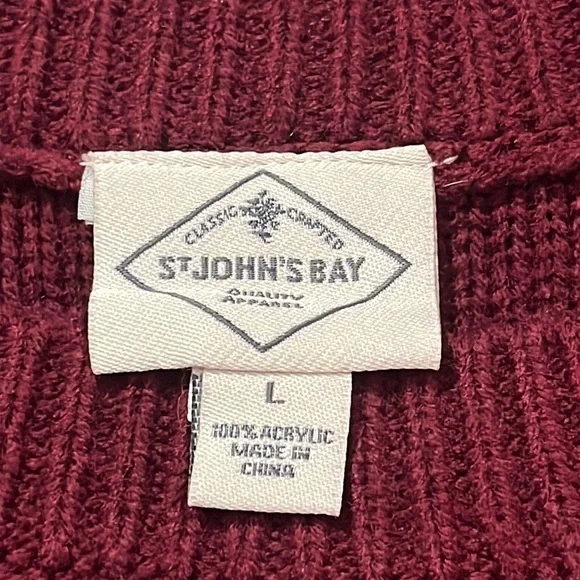 CLASSIC CRAFTED
ST JOHN'S BAY
QUALITY
APPAREL
L
100% ACRYLIC
MADE IN
CHINA